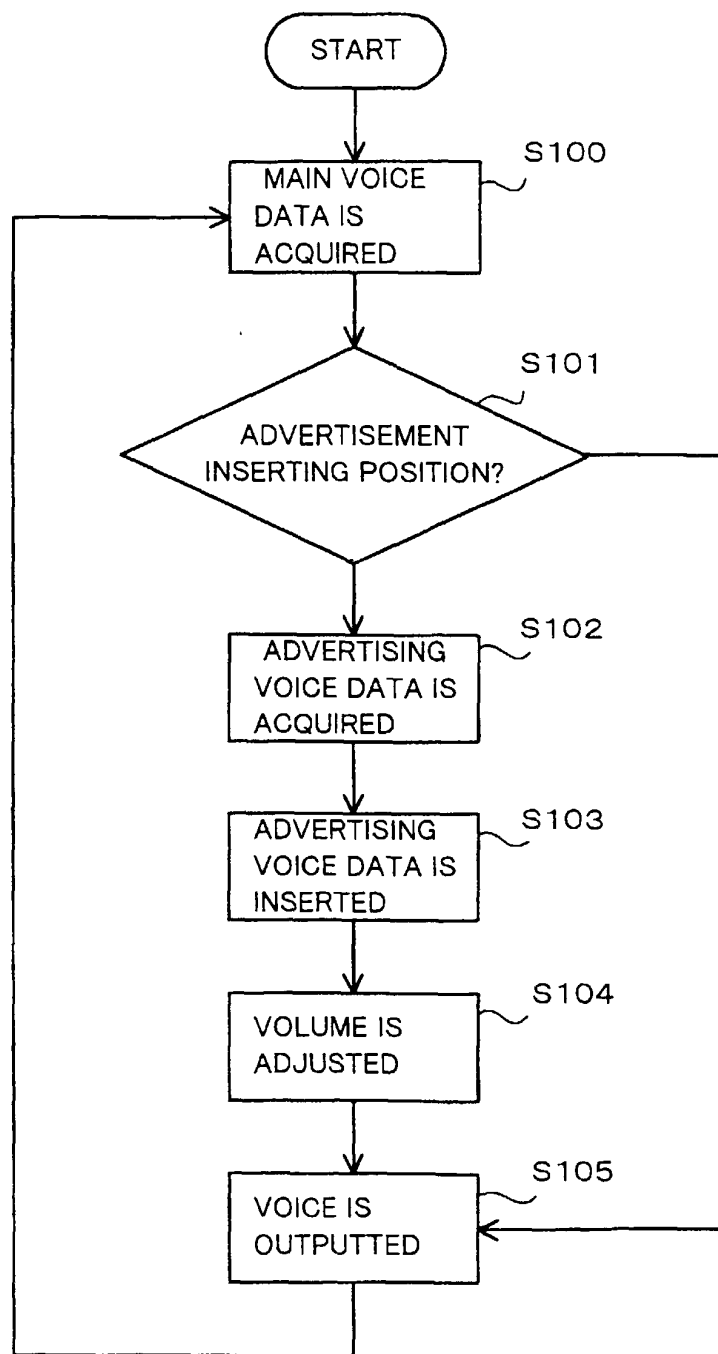 START
S100
MAIN VOICE
DATA IS
ACQUIRED
S101
ADVERTISEMENT
INSERTING POSITION?
S102
ADVERTISING
VOICE DATA IS
ACQUIRED
S103
ADVERTISING
VOICE DATA IS
INSERTED
S104
VOLUME IS
ADJUSTED
S105
VOICE IS
OUTPUTTED